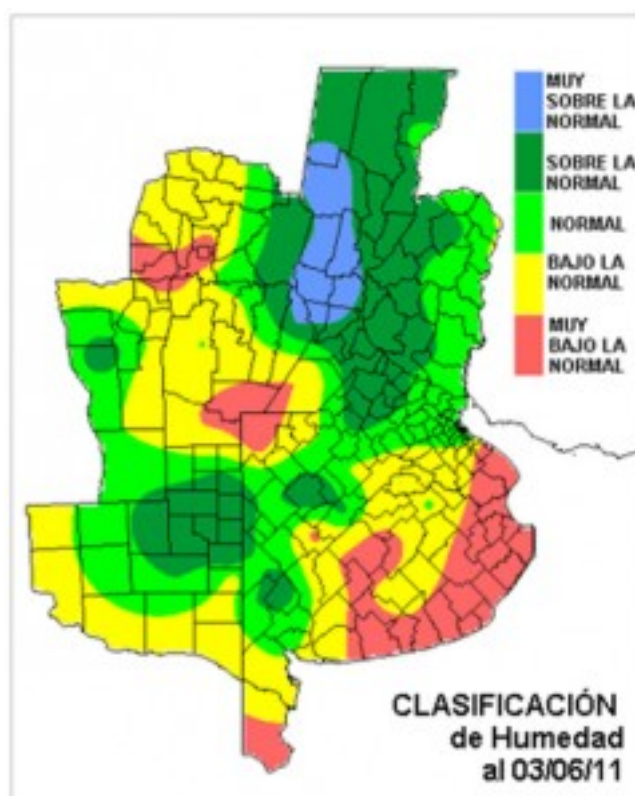 MUY
SOBRE LA
NORMAL
SOBRE LA
NORMAL
NORMAL
BAJO LA
NORMAL
MUY
BAJO LA
NORMAL
CLASIFICACIÓN
de Humedad
al 03/06/11